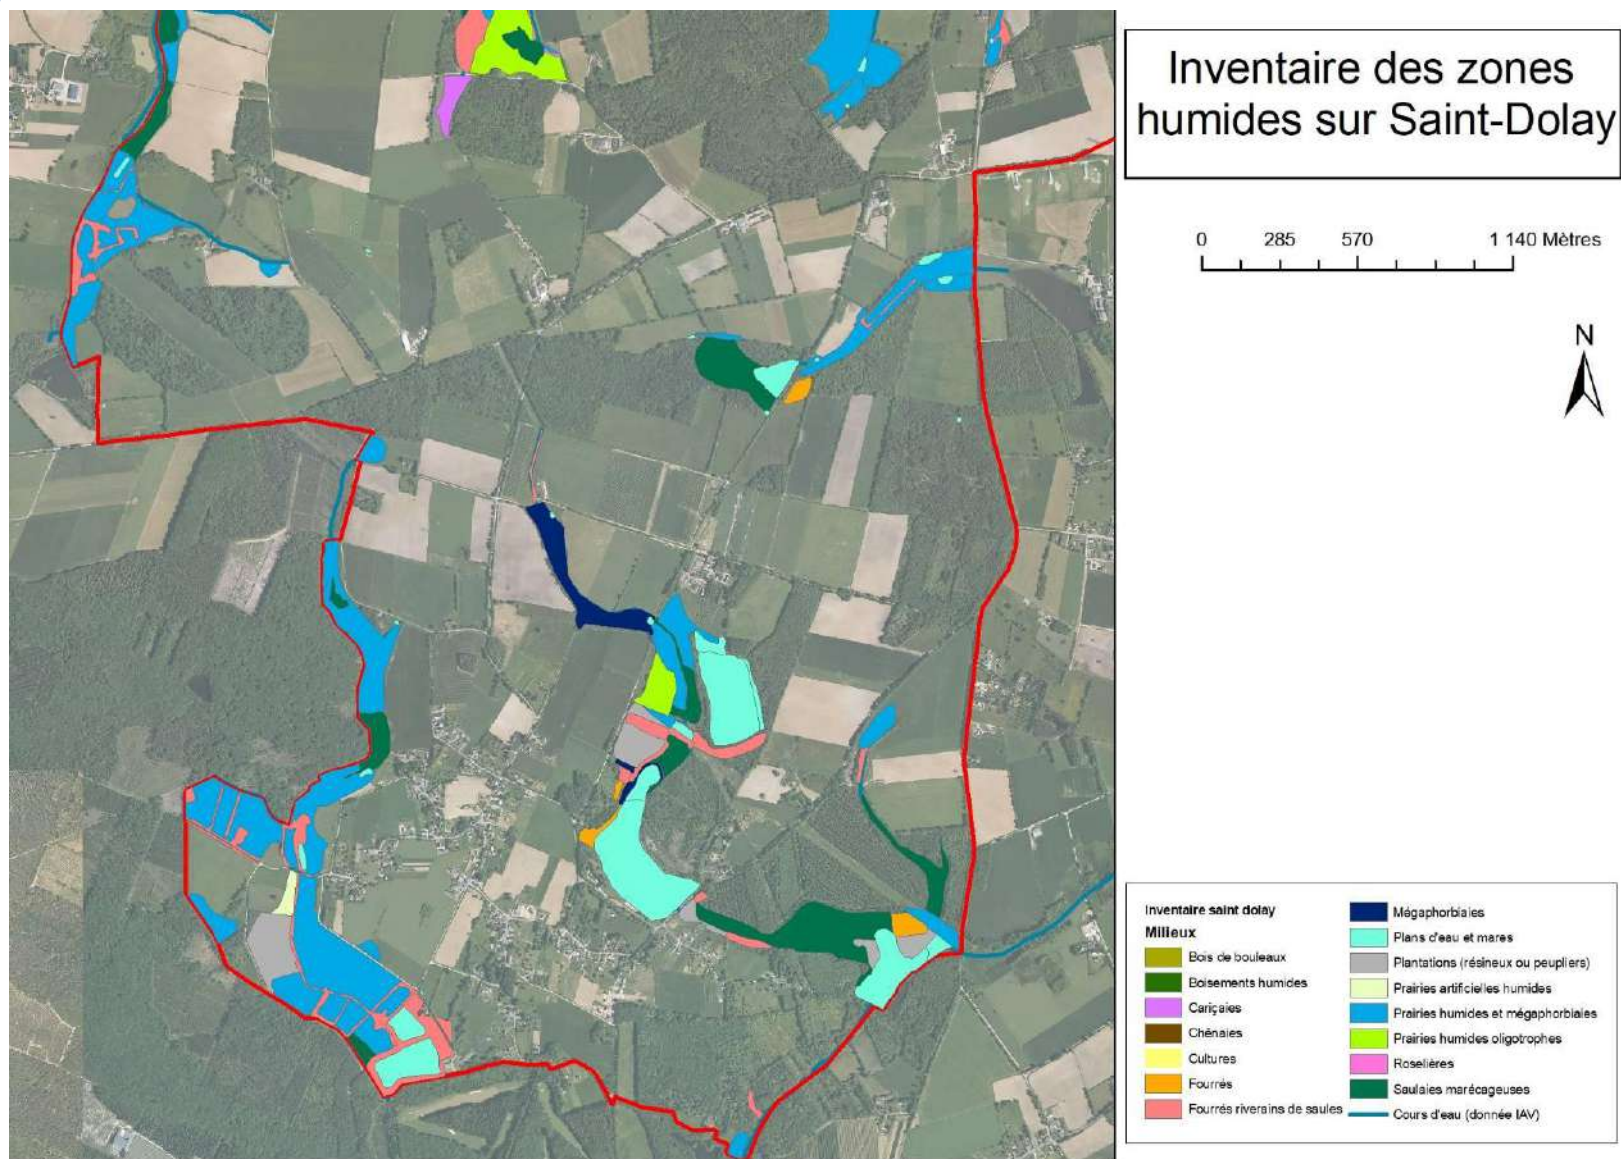 Inventaire des zones
humides sur Saint-Dolay
0 285 570 1 140 Mètres
N
Inventaire saint dolay
Milieux
Bois de bouleaux
Boisements humides
Cariçaies
Chênaies
Cultures
Fourrés
Fourrés riverains de saules
Mégaphorbiales
Plans d'eau et mares
Plantations (résineux ou peupliers)
Prairies artificielles humides
Prairies humides et mégaphorbiales
Prairies humides oligotrophes
Roselières
Saulaies marécageuses
Cours d'eau (donnée IAV)